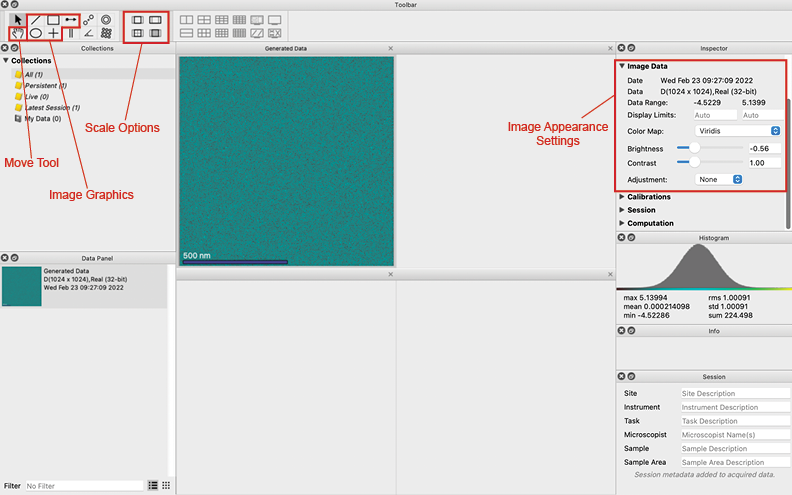 Toolbar
Scale Options
Move Tool
Image Graphics
Collections
Collections
All (1)
Persistent (1)
Live (0)
Latest Session (1)
My Data (0)
Data Panel
Generated Data
D(1024 x 1024),Real (32-bit)
Wed Feb 23 09:27:09 2022
Filter No Filter
Generated Data
500 nm
Image Appearance
Settings
Inspector
Image Data
Date Wed Feb 23 09:27:09 2022
Data D(1024 x 1024),Real (32-bit)
Data Range: -4.5229 5.1399
Display Limits: Auto Auto
Color Map: Viridis
Brightness -0.56
Contrast 1.00
Adjustment: None
Calibrations
Session
Computation
Histogram
max 5.13994 rms 1.00091
mean 0.000214098 std 1.00091
min -4.52286 sum 224.498
Info
Session
Site Site Description
Instrument Instrument Description
Task Task Description
Microscopist Microscopist Name(s)
Sample Sample Description
Sample Area Sample Area Description
Session metadata added to acquired data.